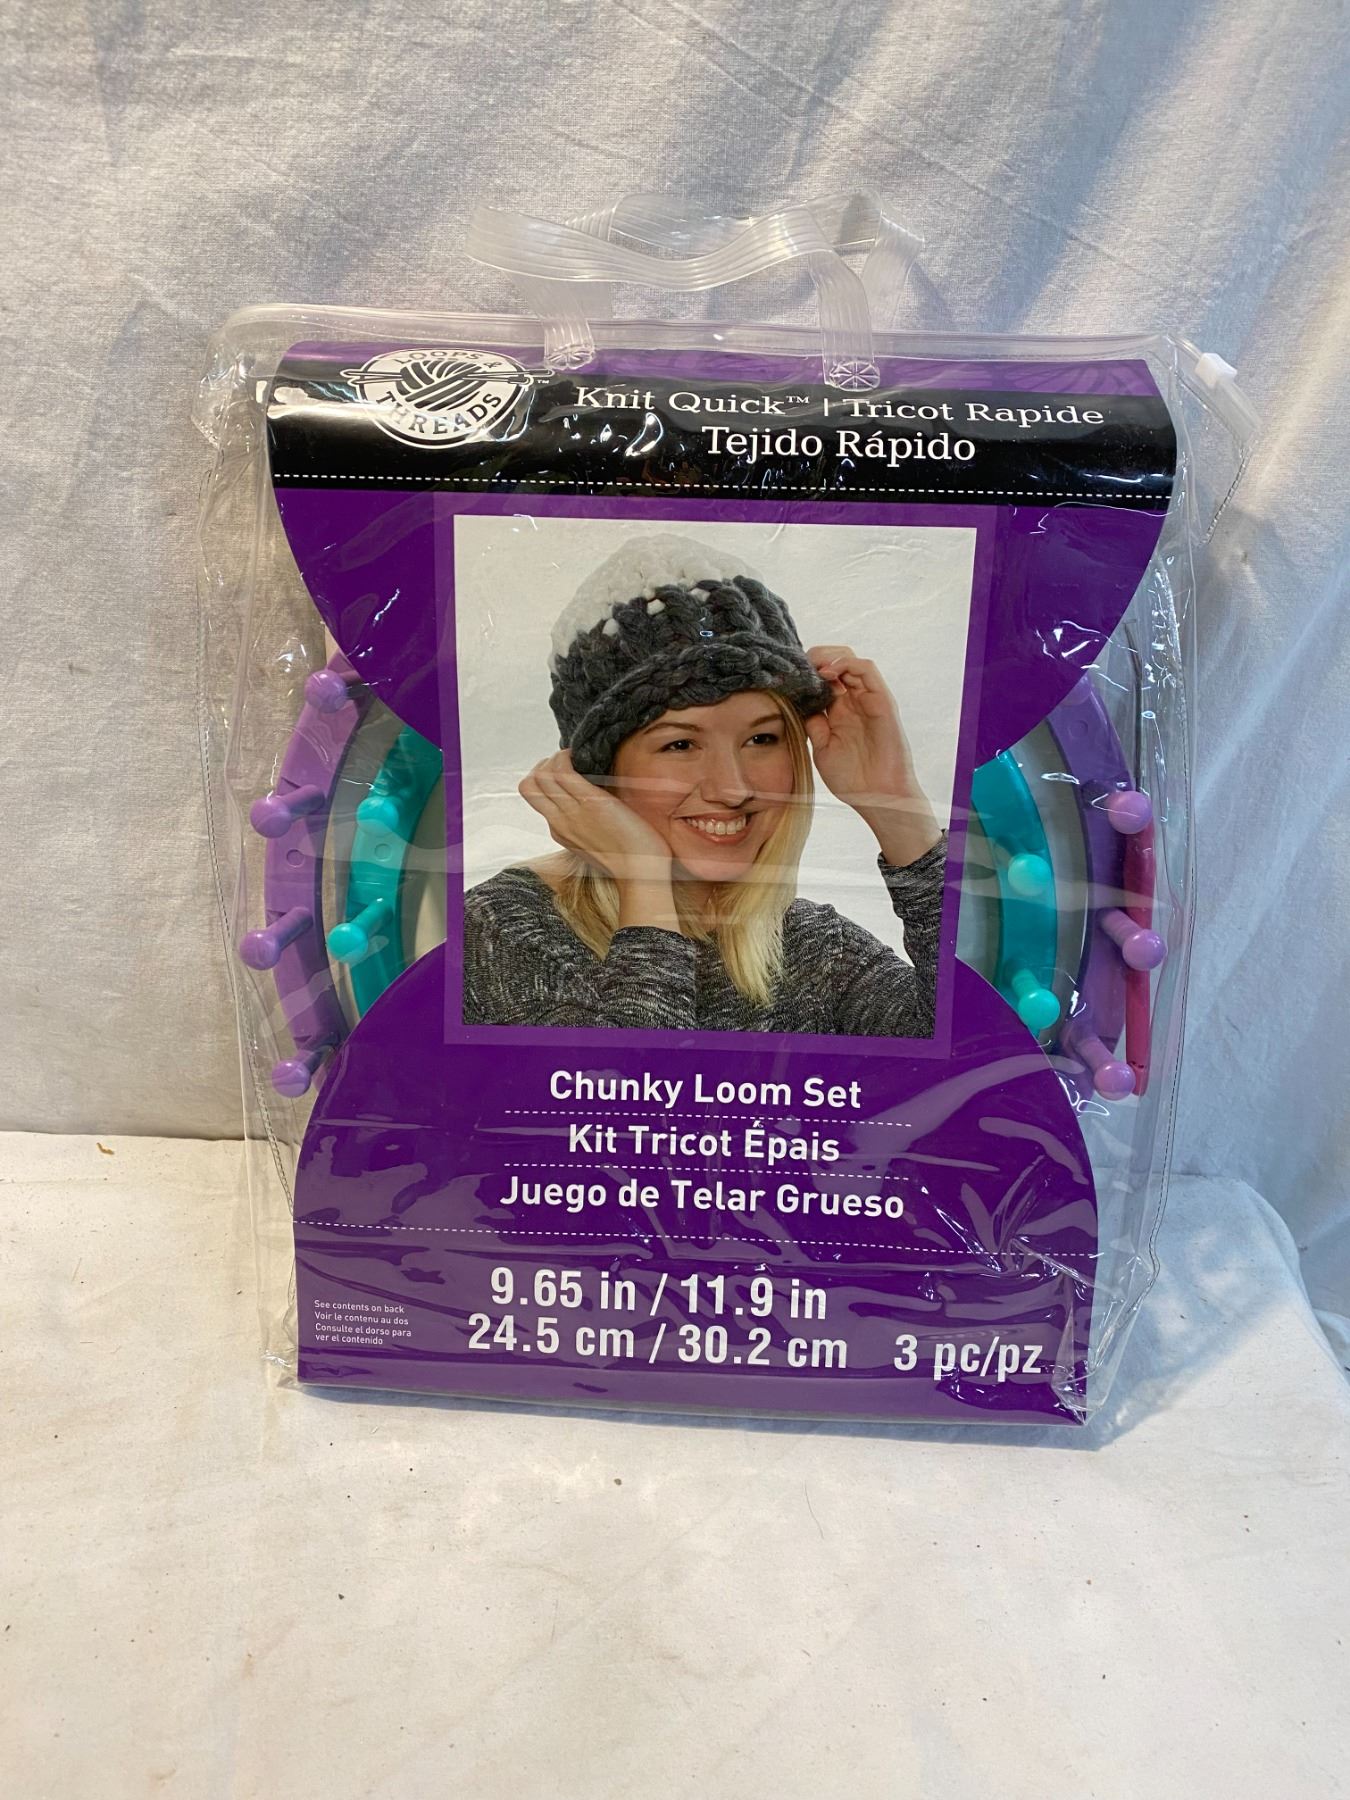 LOOPS &
THREADS™
Knit Quick™ | Tricot Rapide
Tejido Rápido
Chunky Loom Set
Kit Tricot Épais
Juego de Telar Grueso
9.65 in / 11.9 in
24.5 cm / 30.2 cm 3 pc/pz
See contents on back
Voir le contenu au dos
Consulte el dorso para
ver el contenido